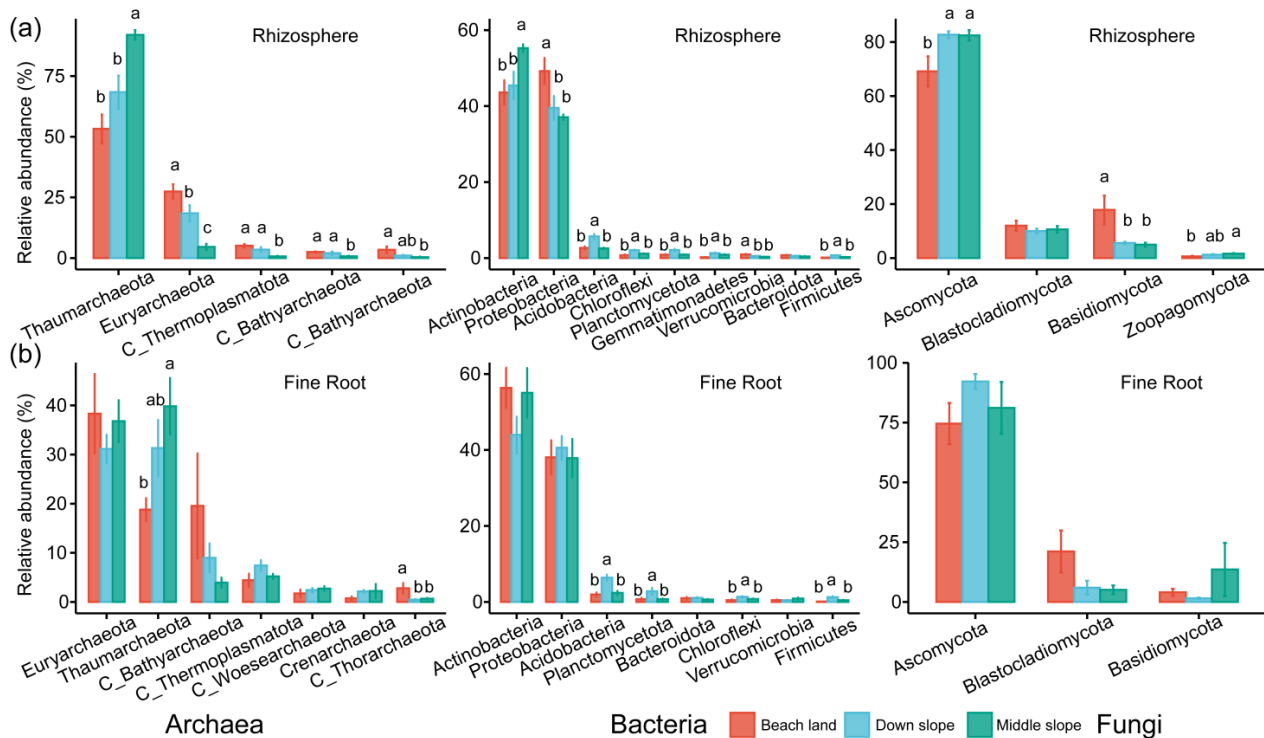 (a)
Relative abundance (%)
75
50
25
0
Rhizosphere
b b a
a b c
a a b
a a b
a ab b
Thaumarchaeota
Euryarchaeota
C_Thermoplasmatota
C_Bathyarchaeota
C_Bathyarchaeota
60
40
20
0
Rhizosphere
b b a
a b b
b a b
b a b
b a b
b a b
a b b
b a b
Actinobacteria
Proteobacteria
Acidobacteria
Chloroflexi
Planctomycetota
Gemmatimonadetes
Verrucomicrobia
Bacteroidota
Firmicutes
80
60
40
20
0
Rhizosphere
b a a
a b b
b ab a
Ascomycota
Blastocladiomycota
Basidiomycota
Zoopagomycota
(b)
Relative abundance (%)
40
30
20
10
0
Fine Root
b ab a
a b b
Euryarchaeota
Thaumarchaeota
C_Bathyarchaeota
C_Thermoplasmatota
C_Woesearchaeota
Crenarchaeota
C_Thorarchaeota
60
40
20
0
Fine Root
b a b
b a b
b a b
b a b
Actinobacteria
Proteobacteria
Acidobacteria
Planctomycetota
Bacteroidota
Chloroflexi
Verrucomicrobia
Firmicutes
100
75
50
25
0
Fine Root
Ascomycota
Blastocladiomycota
Basidiomycota
Archaea
Bacteria
Beach land
Down slope
Middle slope
Fungi